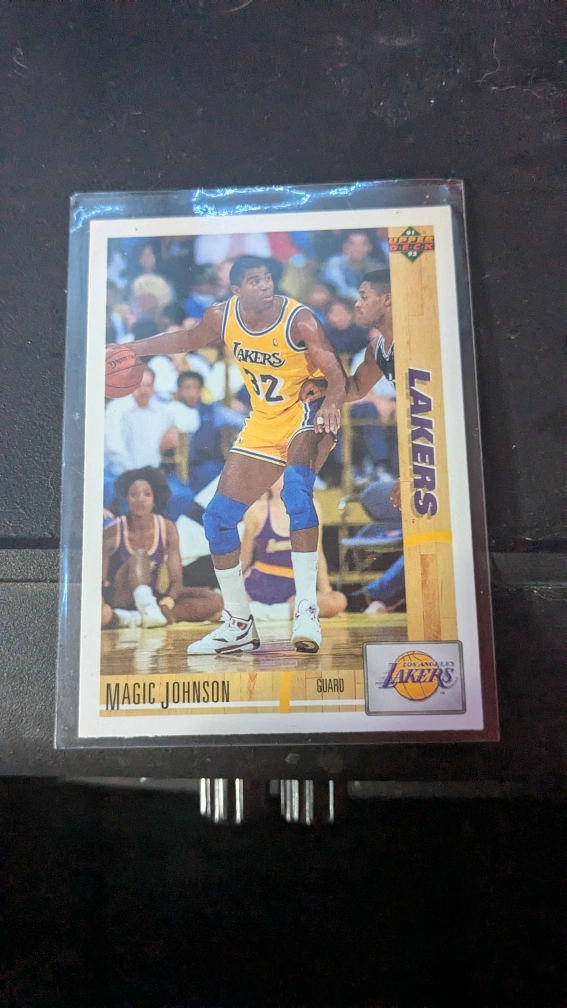 91
UPPER
DECK
92
LAKERS
32
LAKERS
MAGIC JOHNSON
GUARD
LOS ANGELES
LAKERS